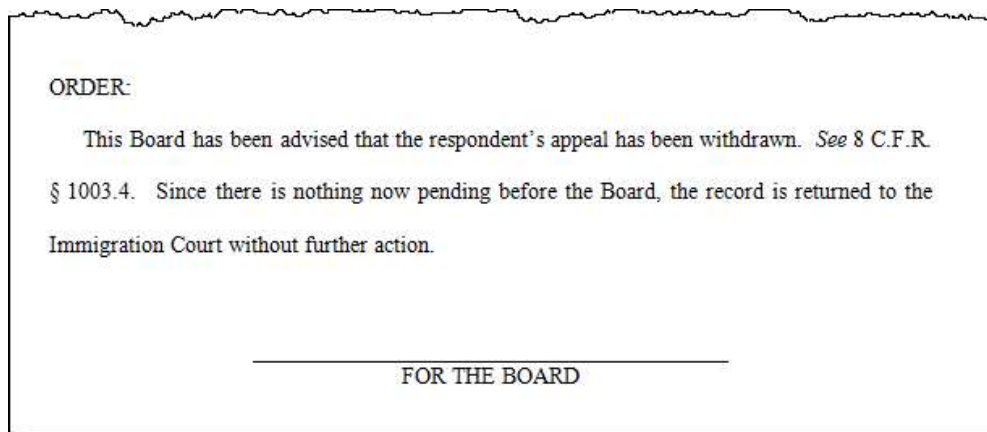 ORDER:
This Board has been advised that the respondent’s appeal has been withdrawn. See 8 C.F.R.
§ 1003.4. Since there is nothing now pending before the Board, the record is returned to the
Immigration Court without further action.
FOR THE BOARD